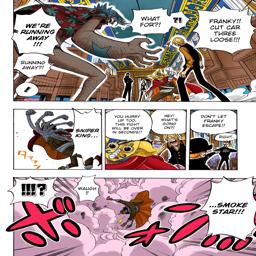 WE'RE
RUNNING
AWAY
!!!
RUNNING
AWAY?!
WHAT
FOR?!
?!
FRANKY!!
CUT CAR
THREE
LOOSE!!!
SNIPER
KING...
YOU HURRY
UP TOO,
THIS FIGHT
WILL BE OVER
IN SECONDS!!
HEY!
WHAT'S
GOING
ON?!
DON'T LET
FRANKY
ESCAPE!!
RIGHT!
!!!?
WAUGH
!!
...SMOKE
STAR!!!